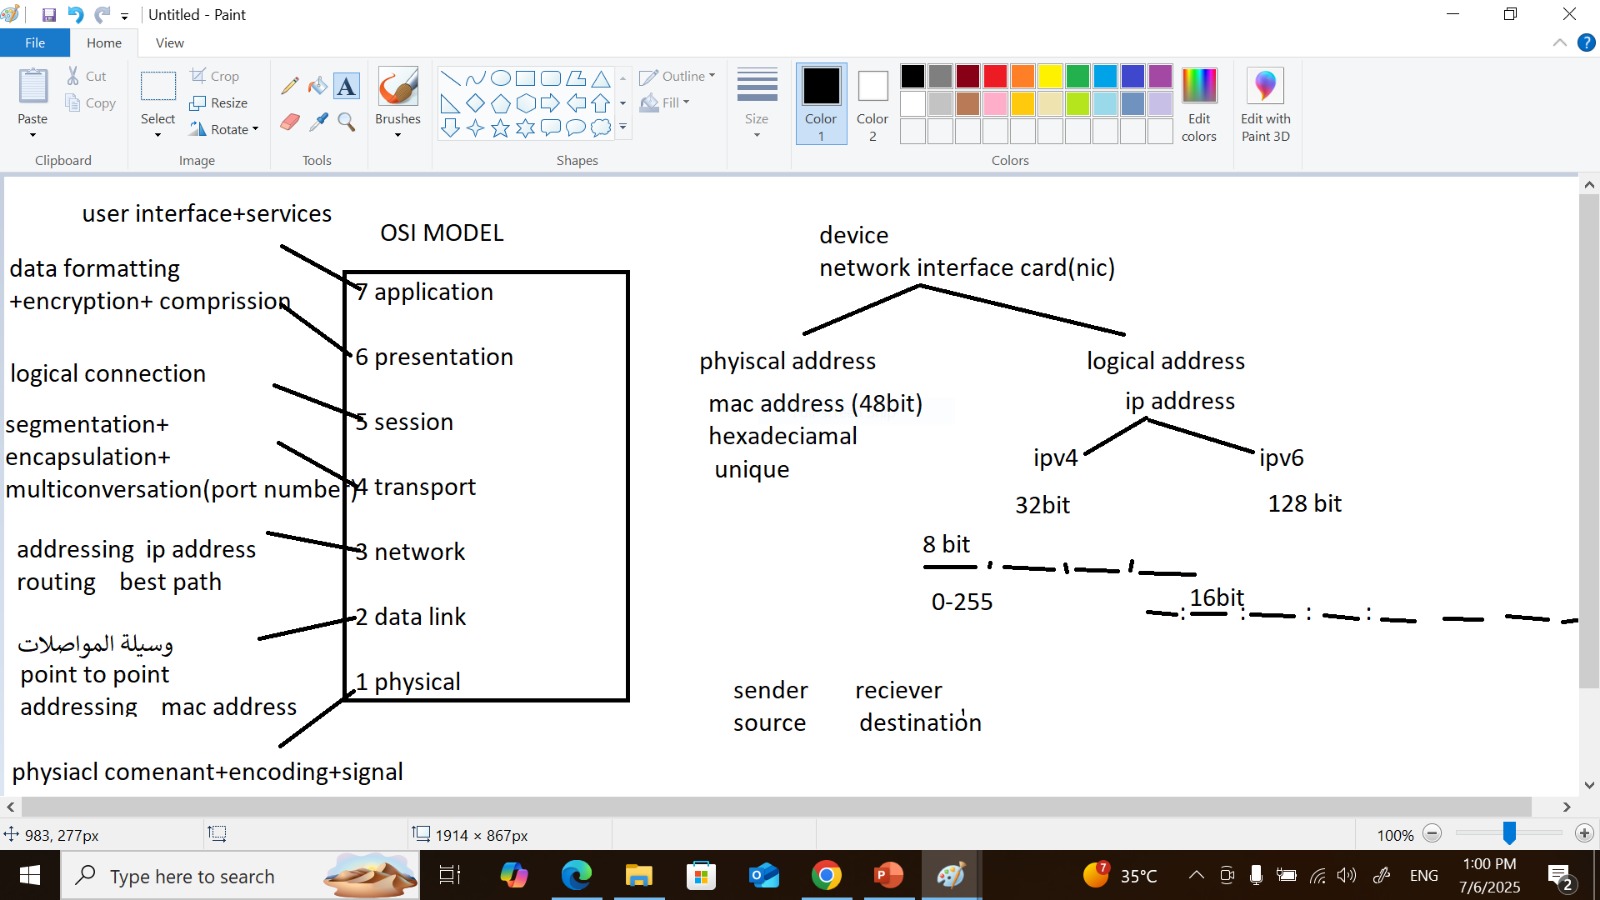 Untitled - Paint
File Home View
Paste
Cut
Copy
Clipboard
Select
Crop
Resize
Rotate
Image
A
Tools
Brushes
Outline
Fill
Shapes
Size
Color 1
Color 2
Edit colors
Colors
Edit with Paint 3D
user interface+services
OSI MODEL
data formatting
+encryption+ comprission
7 application
6 presentation
logical connection
5 session
segmentation+
encapsulation+
multiconversation(port number)
4 transport
addressing ip address
routing best path
3 network
2 data link
وسيلة المواصلات
point to point
addressing mac address
1 physical
physiacl comenant+encoding+signal
device
network interface card(nic)
phyiscal address
mac address (48bit)
hexadeciamal
unique
logical address
ip address
ipv4
ipv6
32bit
128 bit
8 bit
0-255
16bit
sender reciever
source destination
983, 277px
1914 × 867px
100%
Type here to search
7
35°C
ENG
1:00 PM
7/6/2025
2